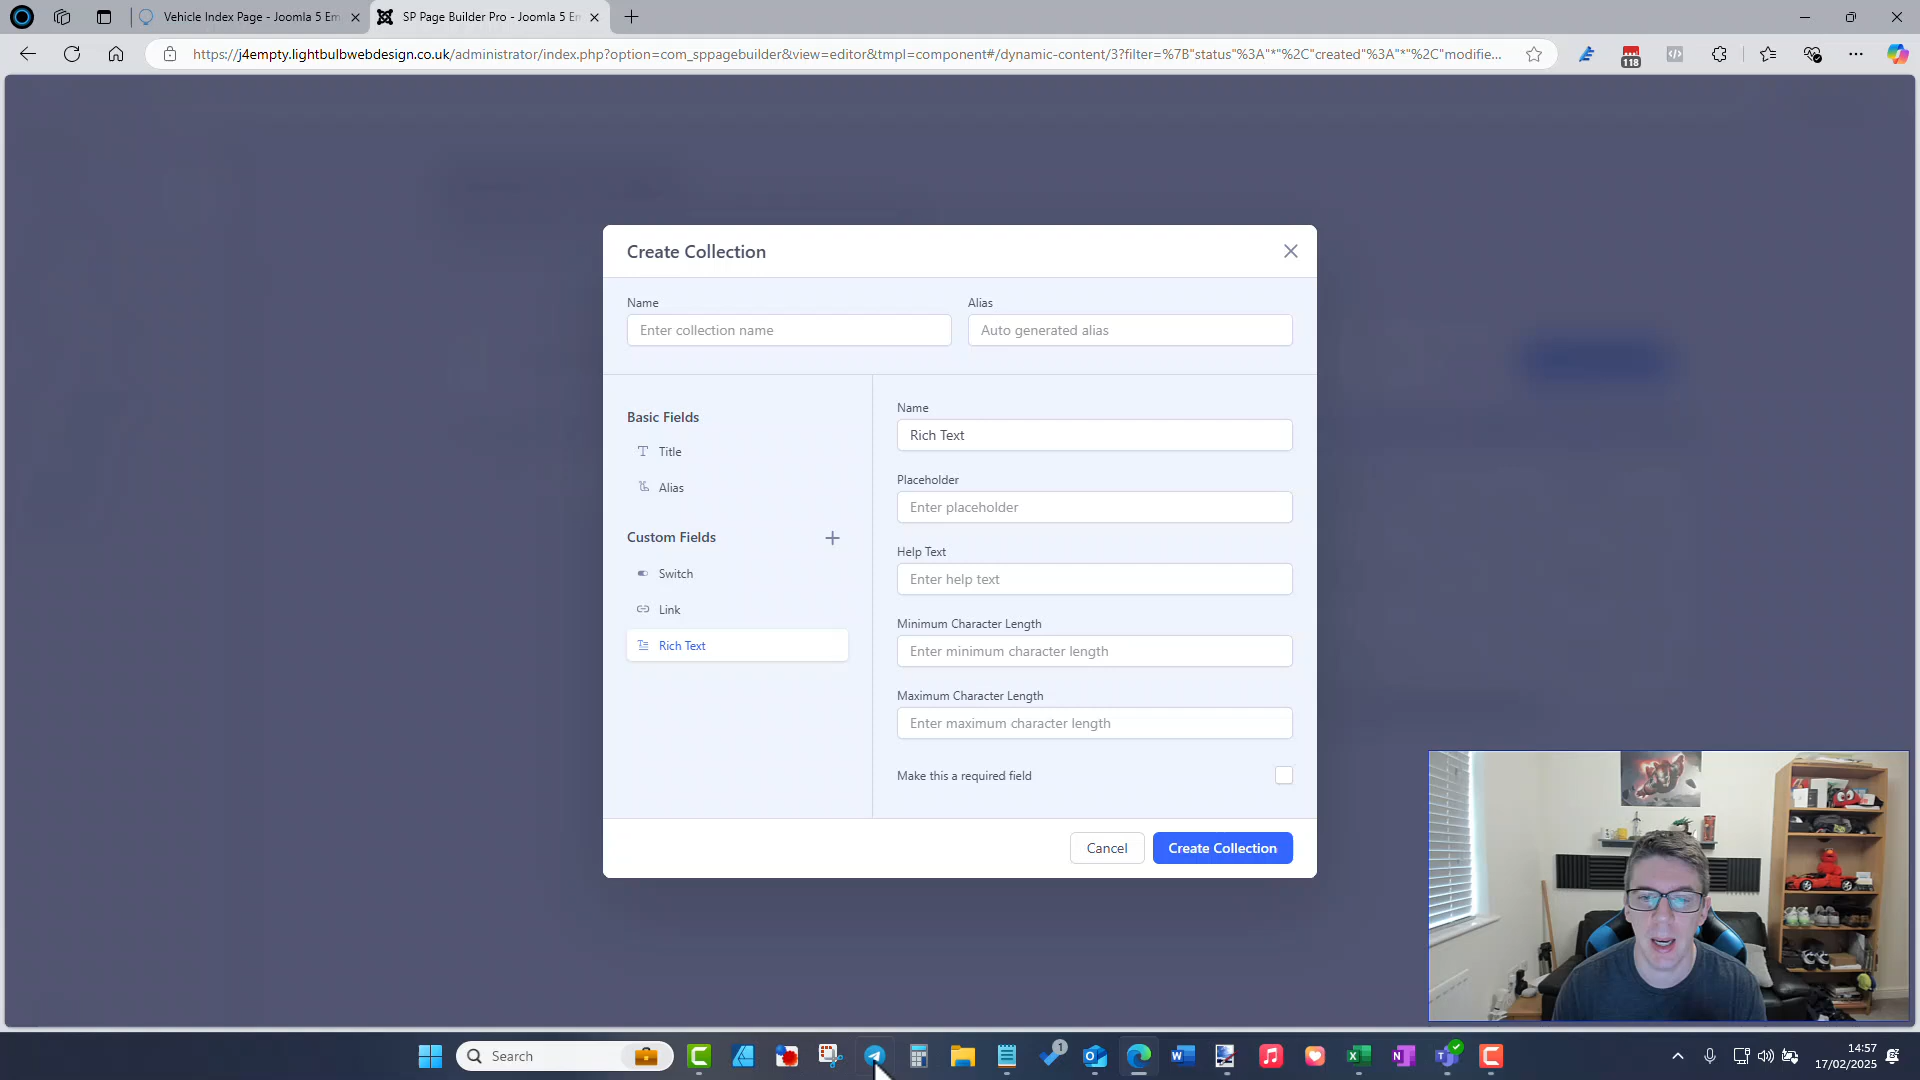 Vehicle Index Page - Joomla 5 Em
SP Page Builder Pro - Joomla 5 En
https://j4empty.lightbulbwebdesign.co.uk/administrator/index.php?option=com_sppagebuilder&view=editor&tmpl=component#/dynamic-content/3?filter=%7B"status"%3A"*"%2C"created"%3A"*"%2C"modifie...
118
Create Collection
Name
Alias
Enter collection name
Auto generated alias
Basic Fields
Title
Alias
Custom Fields
Switch
Link
Rich Text
Name
Rich Text
Placeholder
Enter placeholder
Help Text
Enter help text
Minimum Character Length
Enter minimum character length
Maximum Character Length
Enter maximum character length
Make this a required field
Cancel
Create Collection
Search
1
14:57
17/02/2025